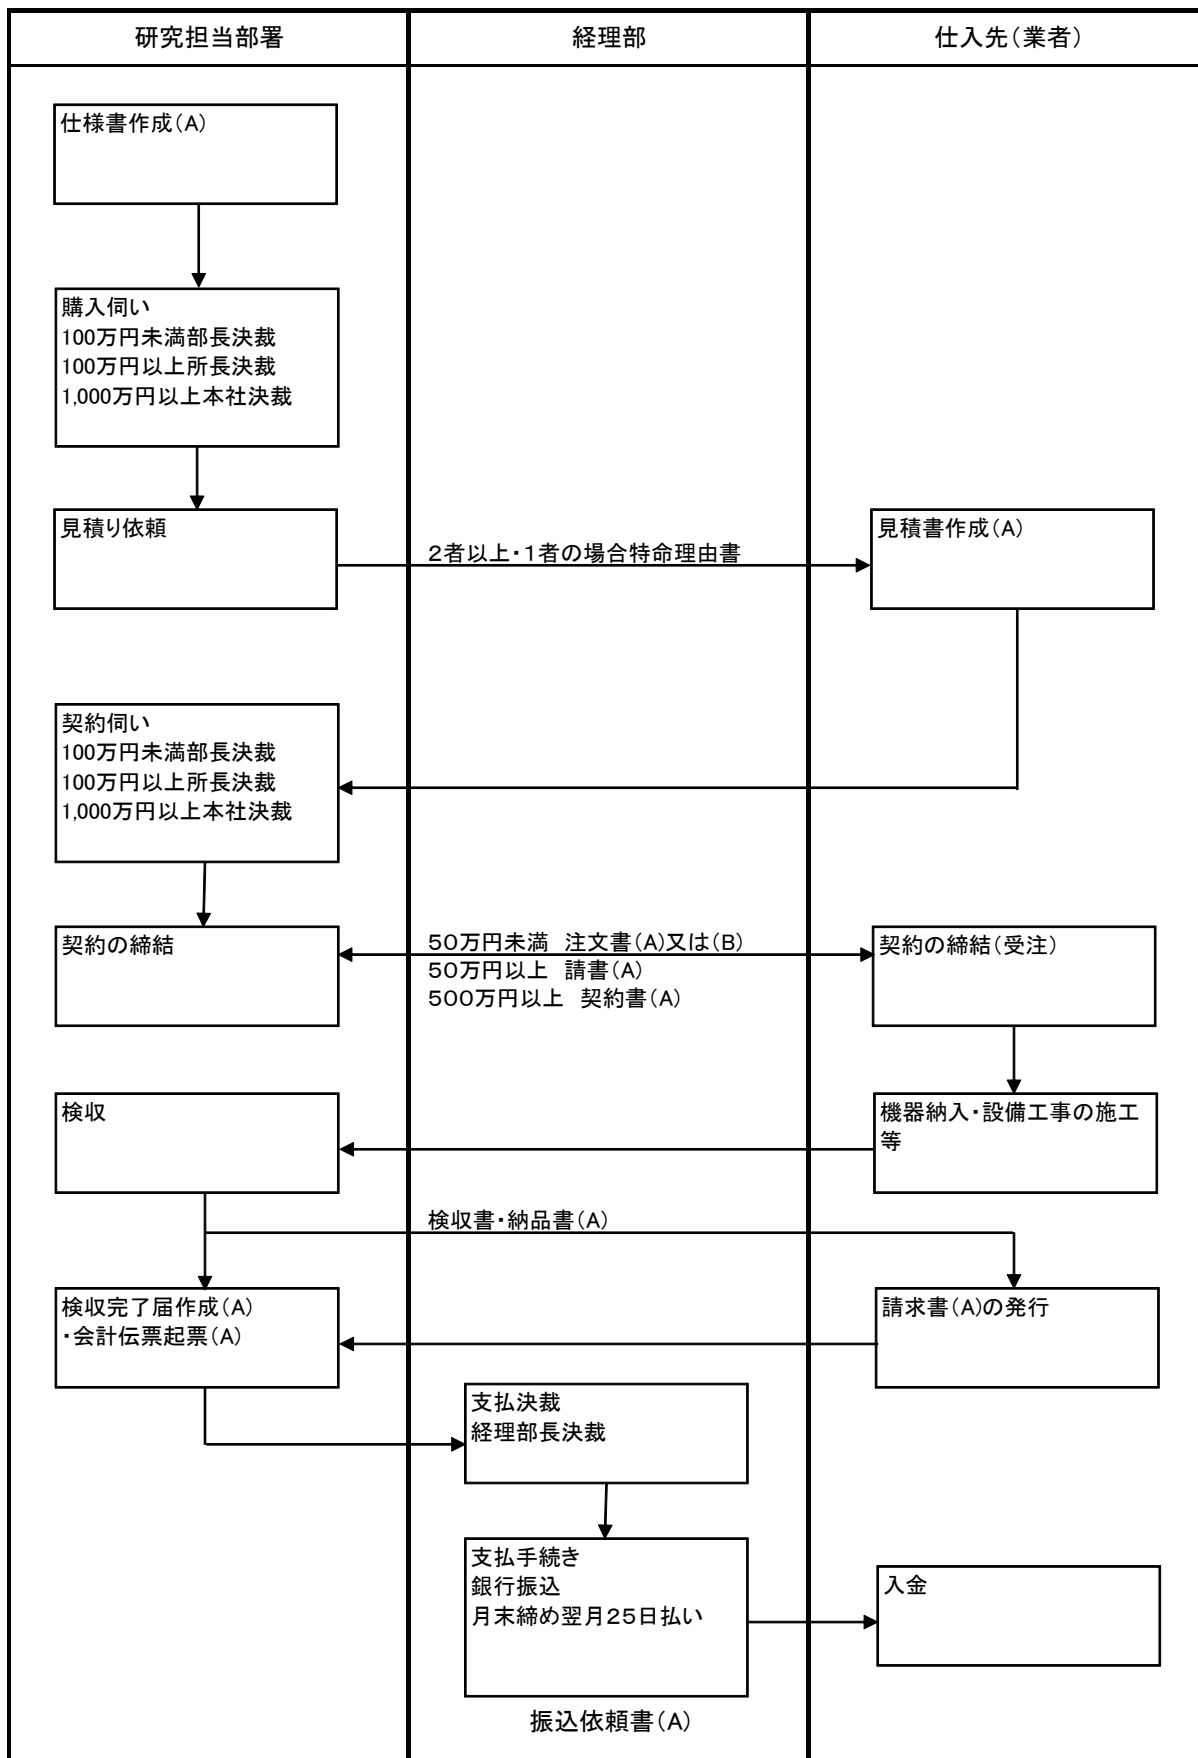 研究担当部署
経理部
仕入先(業者)
仕様書作成(A)
購入伺い
100万円未満部長決裁
100万円以上所長決裁
1,000万円以上本社決裁
見積り依頼
2者以上・1者の場合特命理由書
見積書作成(A)
契約伺い
100万円未満部長決裁
100万円以上所長決裁
1,000万円以上本社決裁
契約の締結
50万円未満 注文書(A)又は(B)
50万円以上 請書(A)
500万円以上 契約書(A)
契約の締結(受注)
検収
機器納入・設備工事の施工
等
検収書・納品書(A)
検収完了届作成(A)
・会計伝票起票(A)
請求書(A)の発行
支払決裁
経理部長決裁
支払手続き
銀行振込
月末締め翌月25日払い
入金
振込依頼書(A)